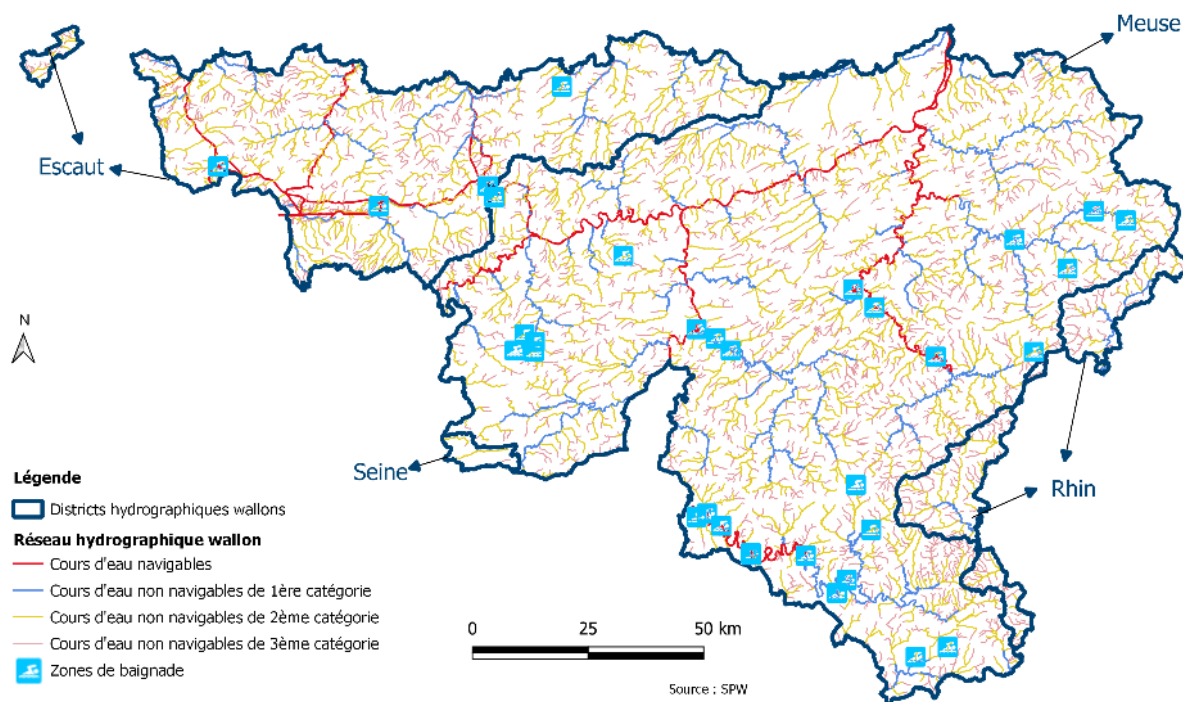 Meuse
Escaut
N
Seine
Rhin
Légende
Districts hydrographiques wallons
Réseau hydrographique wallon
Cours d'eau navigables
Cours d'eau non navigables de 1ère catégorie
Cours d'eau non navigables de 2ème catégorie
Cours d'eau non navigables de 3ème catégorie
Zones de baignade
0 25 50 km
Source : SPW